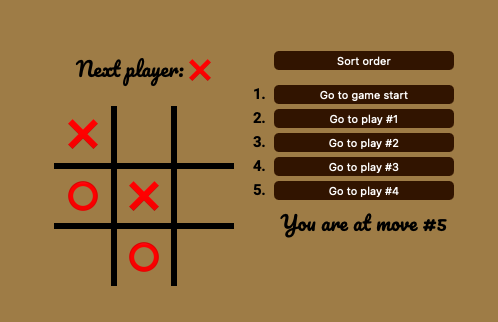 Next player:
Sort order
1. Go to game start
2. Go to play #1
3. Go to play #2
4. Go to play #3
5. Go to play #4
You are at move #5